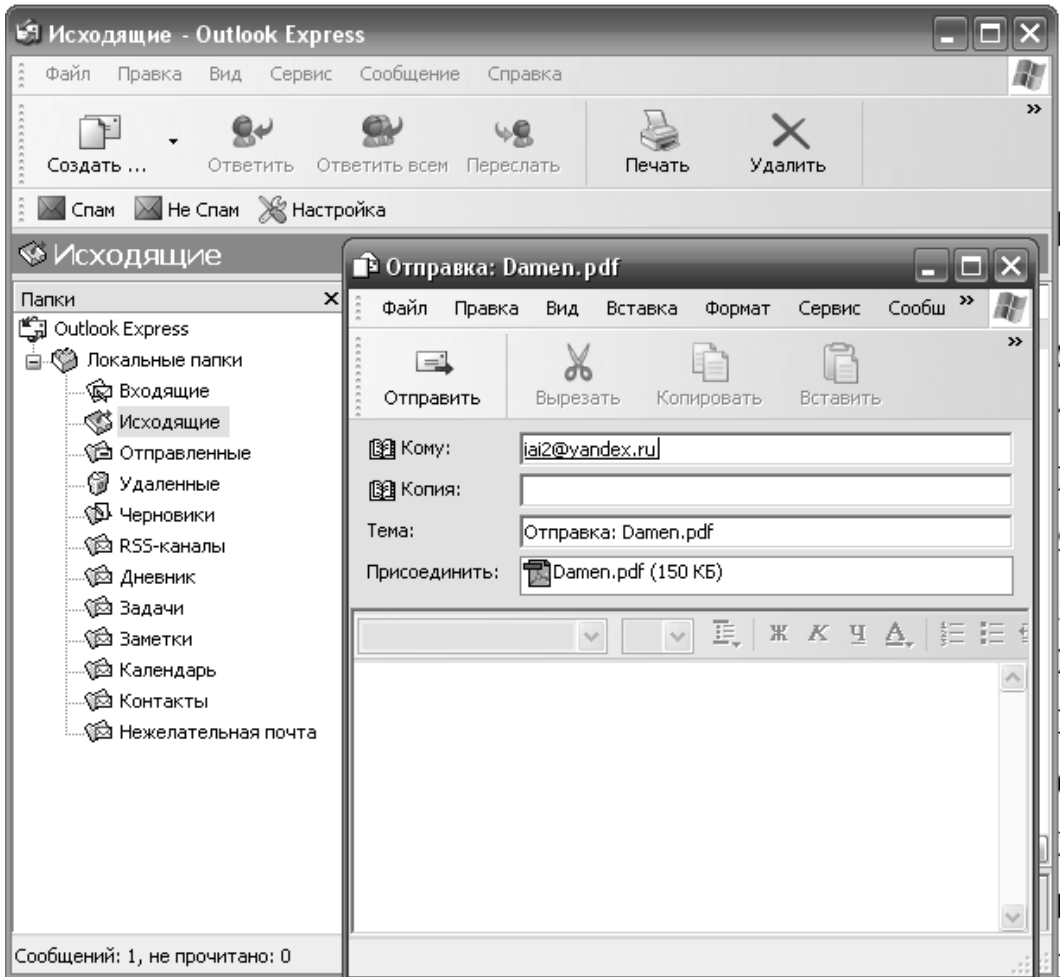 Исходящие - Outlook Express
Файл Правка Вид Сервис Сообщение Справка
Создать ... Ответить Ответить всем Переслать Печать Удалить
Спам Не Спам Настройка
Исходящие
Папки
Outlook Express
Локальные папки
Входящие
Исходящие
Отправленные
Удаленные
Черновики
RSS-каналы
Дневник
Задачи
Заметки
Календарь
Контакты
Нежелательная почта
Сообщений: 1, не прочитано: 0
Отправка: Damen.pdf
Файл Правка Вид Вставка Формат Сервис Сообщ
Отправить Вырезать Копировать Вставить
Кому: iai2@yandex.ru
Копия:
Тема: Отправка: Damen.pdf
Присоединить: Damen.pdf (150 КБ)
Ж К Ч А